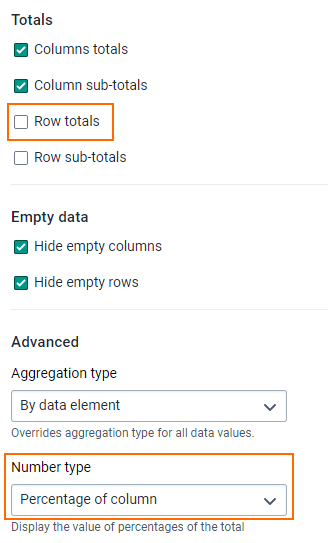 Totals
Columns totals
Column sub-totals
Row totals
Row sub-totals
Empty data
Hide empty columns
Hide empty rows
Advanced
Aggregation type
By data element
Overrides aggregation type for all data values.
Number type
Percentage of column
Display the value of percentages of the total